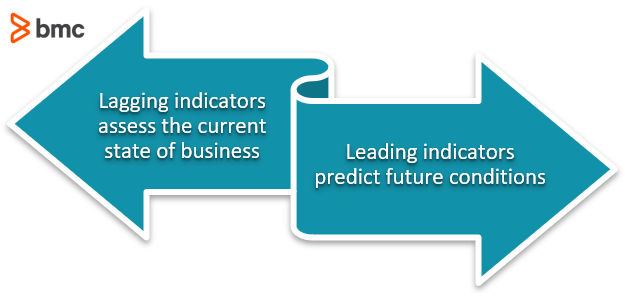 bmc
Lagging indicators
assess the current
state of business
Leading indicators
predict future conditions